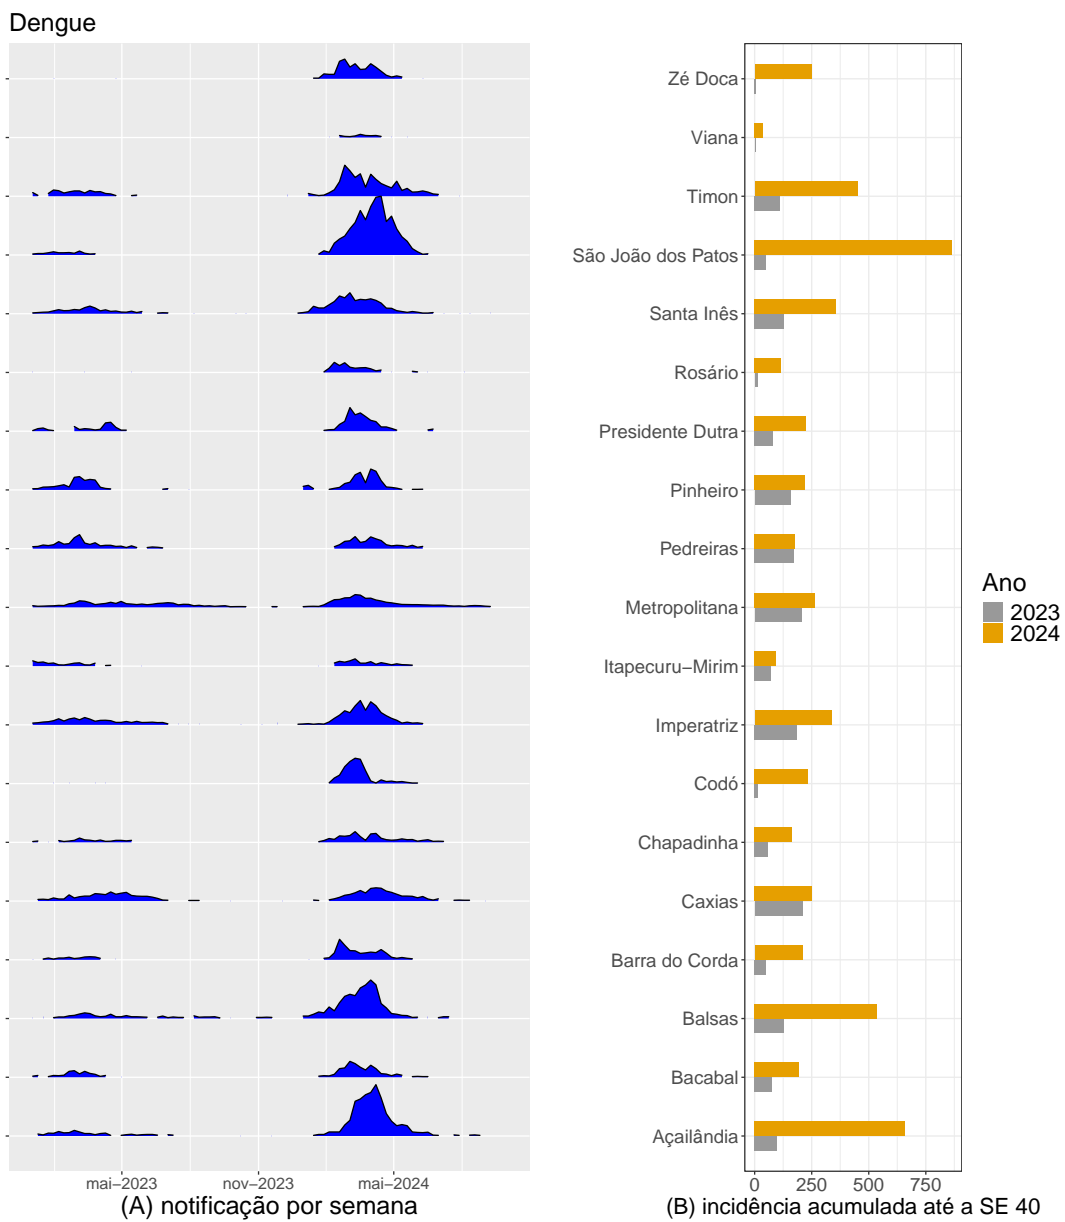 Dengue
Zé Doca
Viana
Timon
São João dos Patos
Santa Inês
Rosário
Presidente Dutra
Pinheiro
Pedreiras
Metropolitana
Itapecuru−Mirim
Imperatriz
Codó
Chapadinha
Caxias
Barra do Corda
Balsas
Bacabal
Açailândia
Ano
2023
2024
mai−2023 nov−2023 mai−2024
(A) notificação por semana
0 250 500 750
(B) incidência acumulada até a SE 40